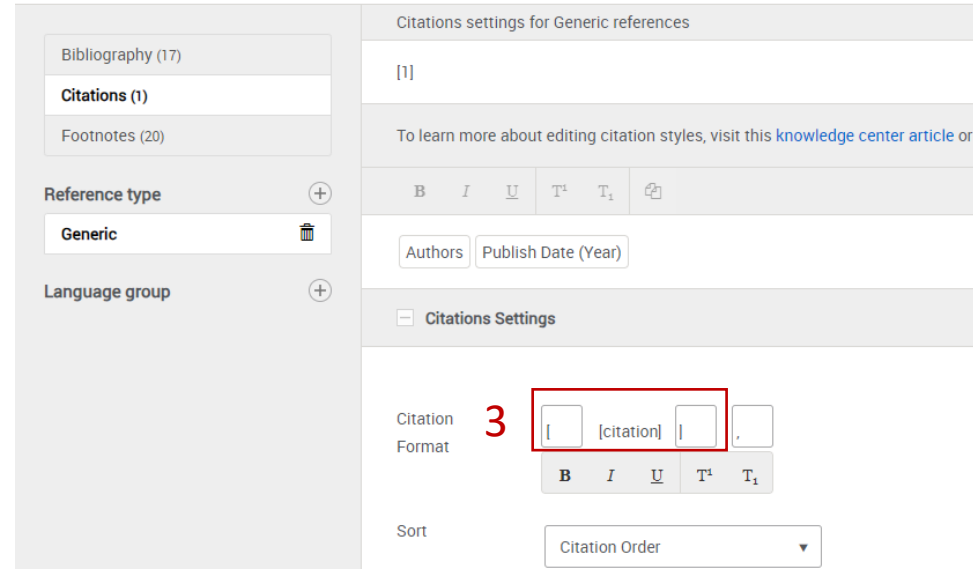 Citations settings for Generic references
Bibliography (17)
[1]
Citations (1)
Footnotes (20)
To learn more about editing citation styles, visit this knowledge center article or
Reference type
B I U T¹ T₁
Generic
Authors Publish Date (Year)
Language group
Citations Settings
Citation Format
3
[ [citation] ] ,
B I U T¹ T₁
Sort
Citation Order